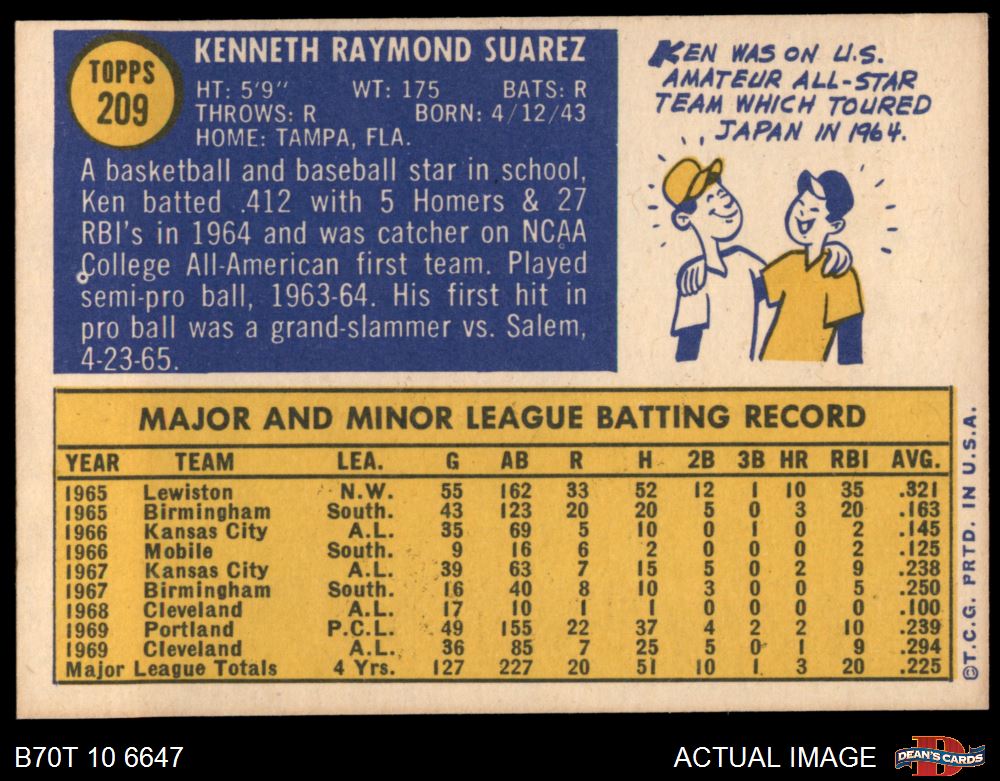 TOPPS
209
KENNETH RAYMOND SUAREZ
HT: 5'9" WT: 175 BATS: R
THROWS: R BORN: 4/12/43
HOME: TAMPA, FLA.
A basketball and baseball star in school,
Ken batted .412 with 5 Homers & 27
RBI's in 1964 and was catcher on NCAA
College All-American first team. Played
semi-pro ball, 1963-64. His first hit in
pro ball was a grand-slammer vs. Salem,
4-23-65.
KEN WAS ON U.S.
AMATEUR ALL-STAR
TEAM WHICH TOURED
JAPAN IN 1964.
MAJOR AND MINOR LEAGUE BATTING RECORD
YEAR TEAM LEA. G AB R H 2B 3B HR RBI AVG.
1965 Lewiston N.W. 55 162 33 52 12 1 10 35 .321
1965 Birmingham South. 43 123 20 20 5 0 3 20 .163
1966 Kansas City A.L. 35 69 5 10 0 1 0 2 .145
1966 Mobile South. 9 16 6 2 0 0 0 2 .125
1967 Kansas City A.L. 39 63 7 15 5 0 2 9 .238
1967 Birmingham South. 16 40 8 10 3 0 0 5 .250
1968 Cleveland A.L. 17 10 1 1 0 0 0 0 .100
1969 Portland P.C.L. 49 155 22 37 4 2 2 10 .239
1969 Cleveland A.L. 36 85 7 25 5 0 1 9 .294
Major League Totals 4 Yrs. 127 227 20 51 10 1 3 20 .225
©T.C.G. PRTD. IN U.S.A.
B70T 10 6647
ACTUAL IMAGE
DEAN'S CARDS